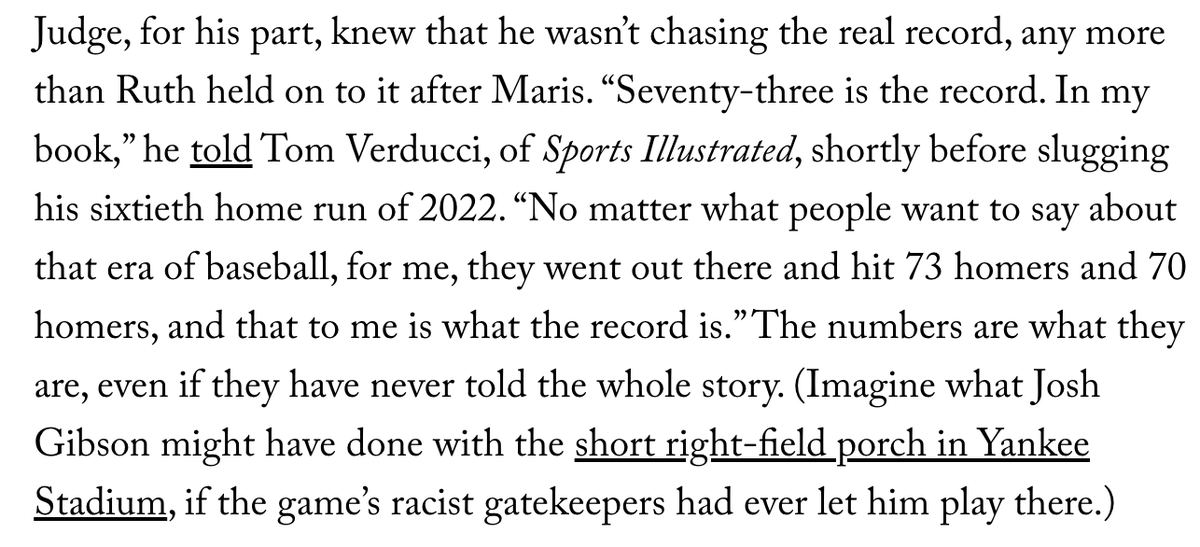 Judge, for his part, knew that he wasn’t chasing the real record, any more
than Ruth held on to it after Maris. “Seventy-three is the record. In my
book,” he told Tom Verducci, of Sports Illustrated, shortly before slugging
his sixtieth home run of 2022. “No matter what people want to say about
that era of baseball, for me, they went out there and hit 73 homers and 70
homers, and that to me is what the record is.” The numbers are what they
are, even if they have never told the whole story. (Imagine what Josh
Gibson might have done with the short right-field porch in Yankee
Stadium, if the game’s racist gatekeepers had ever let him play there.)